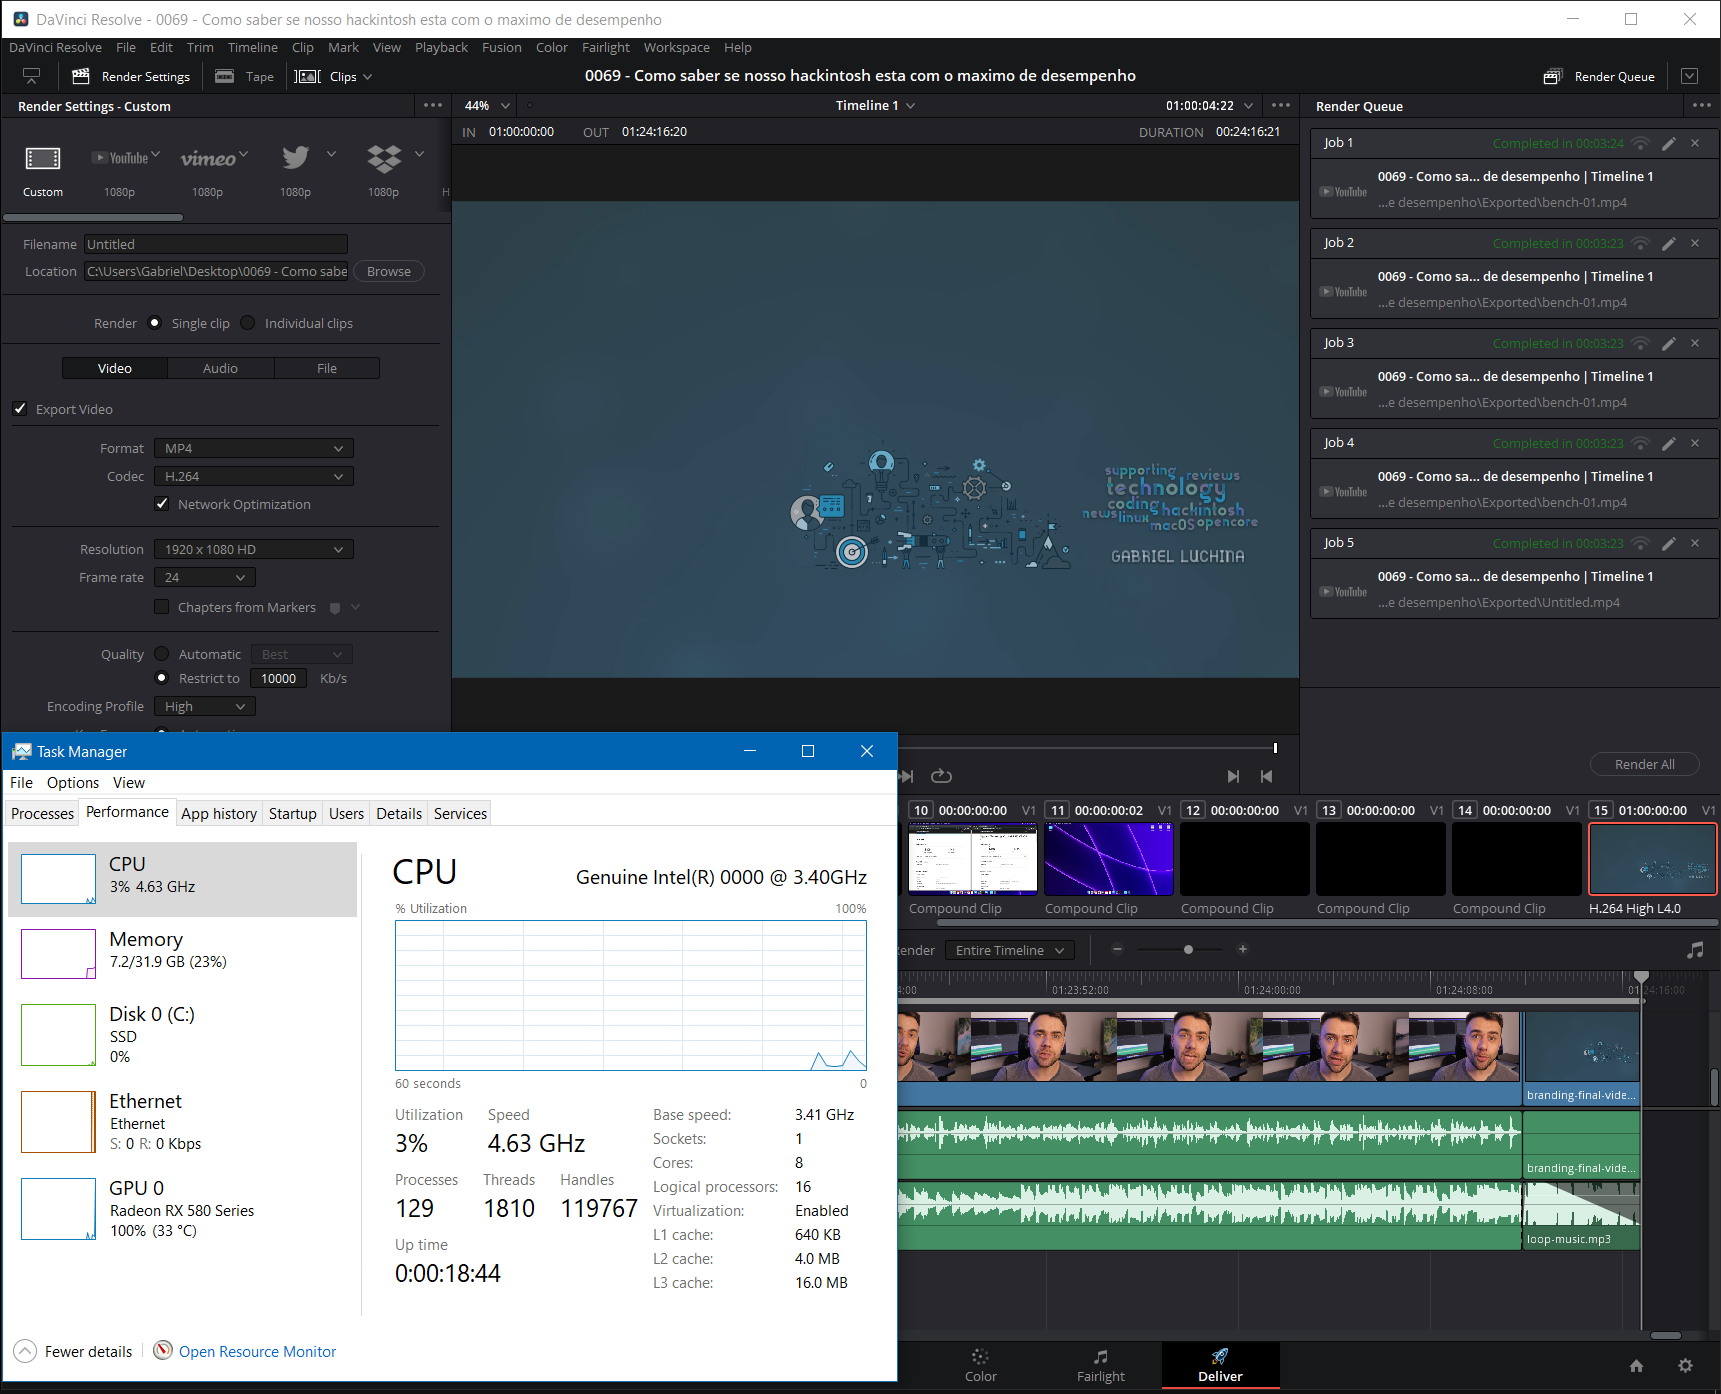 DaVinci Resolve - 0069 - Como saber se nosso hackintosh esta com o maximo de desempenho
DaVinci Resolve File Edit Trim Timeline Clip Mark View Playback Fusion Color Fairlight Workspace Help
Render Settings Tape Clips 0069 - Como saber se nosso hackintosh esta com o maximo de desempenho Render Queue
Render Settings - Custom
44% Timeline 1 01:00:04:22
Render Queue
IN 01:00:00:00 OUT 01:24:16:20 DURATION 00:24:16:21
YouTube vimeo
Custom 1080p 1080p 1080p 1080p H
Filename Untitled
Location C:\Users\Gabriel\Desktop\0069 - Como sabe Browse
Render Single clip Individual clips
Video Audio File
Export Video
Format MP4
Codec H.264
Network Optimization
Resolution 1920 x 1080 HD
Frame rate 24
Chapters from Markers
Quality Automatic Best
Restrict to 10000 Kb/s
Encoding Profile High
supporting
reviews
technology
coding
hackintosh
news
linux
macOS
opencore
GABRIEL LUCHINA
Job 1 Completed in 00:03:24
0069 - Como sa... de desempenho | Timeline 1
YouTube
...e desempenho\Exported\bench-01.mp4
Job 2 Completed in 00:03:23
0069 - Como sa... de desempenho | Timeline 1
YouTube
...e desempenho\Exported\bench-01.mp4
Job 3 Completed in 00:03:23
0069 - Como sa... de desempenho | Timeline 1
YouTube
...e desempenho\Exported\bench-01.mp4
Job 4 Completed in 00:03:23
0069 - Como sa... de desempenho | Timeline 1
YouTube
...e desempenho\Exported\bench-01.mp4
Job 5 Completed in 00:03:23
0069 - Como sa... de desempenho | Timeline 1
YouTube
...e desempenho\Exported\Untitled.mp4
Render All
10 00:00:00:00 V1 11 00:00:00:02 V1 12 00:00:00:00 V1 13 00:00:00:00 V1 14 00:00:00:00 V1 15 01:00:00:00 V1
Compound Clip Compound Clip Compound Clip Compound Clip Compound Clip H.264 High L4.0
ender Entire Timeline
4:00 01:23:52:00 01:24:00:00 01:24:08:00 01:24:16:00
branding-final-vide...
branding-final-vide...
loop-music.mp3
Color Fairlight Deliver
Task Manager
File Options View
Processes Performance App history Startup Users Details Services
CPU
3% 4.63 GHz
Memory
7.2/31.9 GB (23%)
Disk 0 (C:)
SSD
0%
Ethernet
Ethernet
S: 0 R: 0 Kbps
GPU 0
Radeon RX 580 Series
100% (33 °C)
CPU Genuine Intel(R) 0000 @ 3.40GHz
% Utilization 100%
60 seconds 0
Utilization Speed
3% 4.63 GHz
Processes Threads Handles
129 1810 119767
Up time
0:00:18:44
Base speed: 3.41 GHz
Sockets: 1
Cores: 8
Logical processors: 16
Virtualization: Enabled
L1 cache: 640 KB
L2 cache: 4.0 MB
L3 cache: 16.0 MB
Fewer details Open Resource Monitor